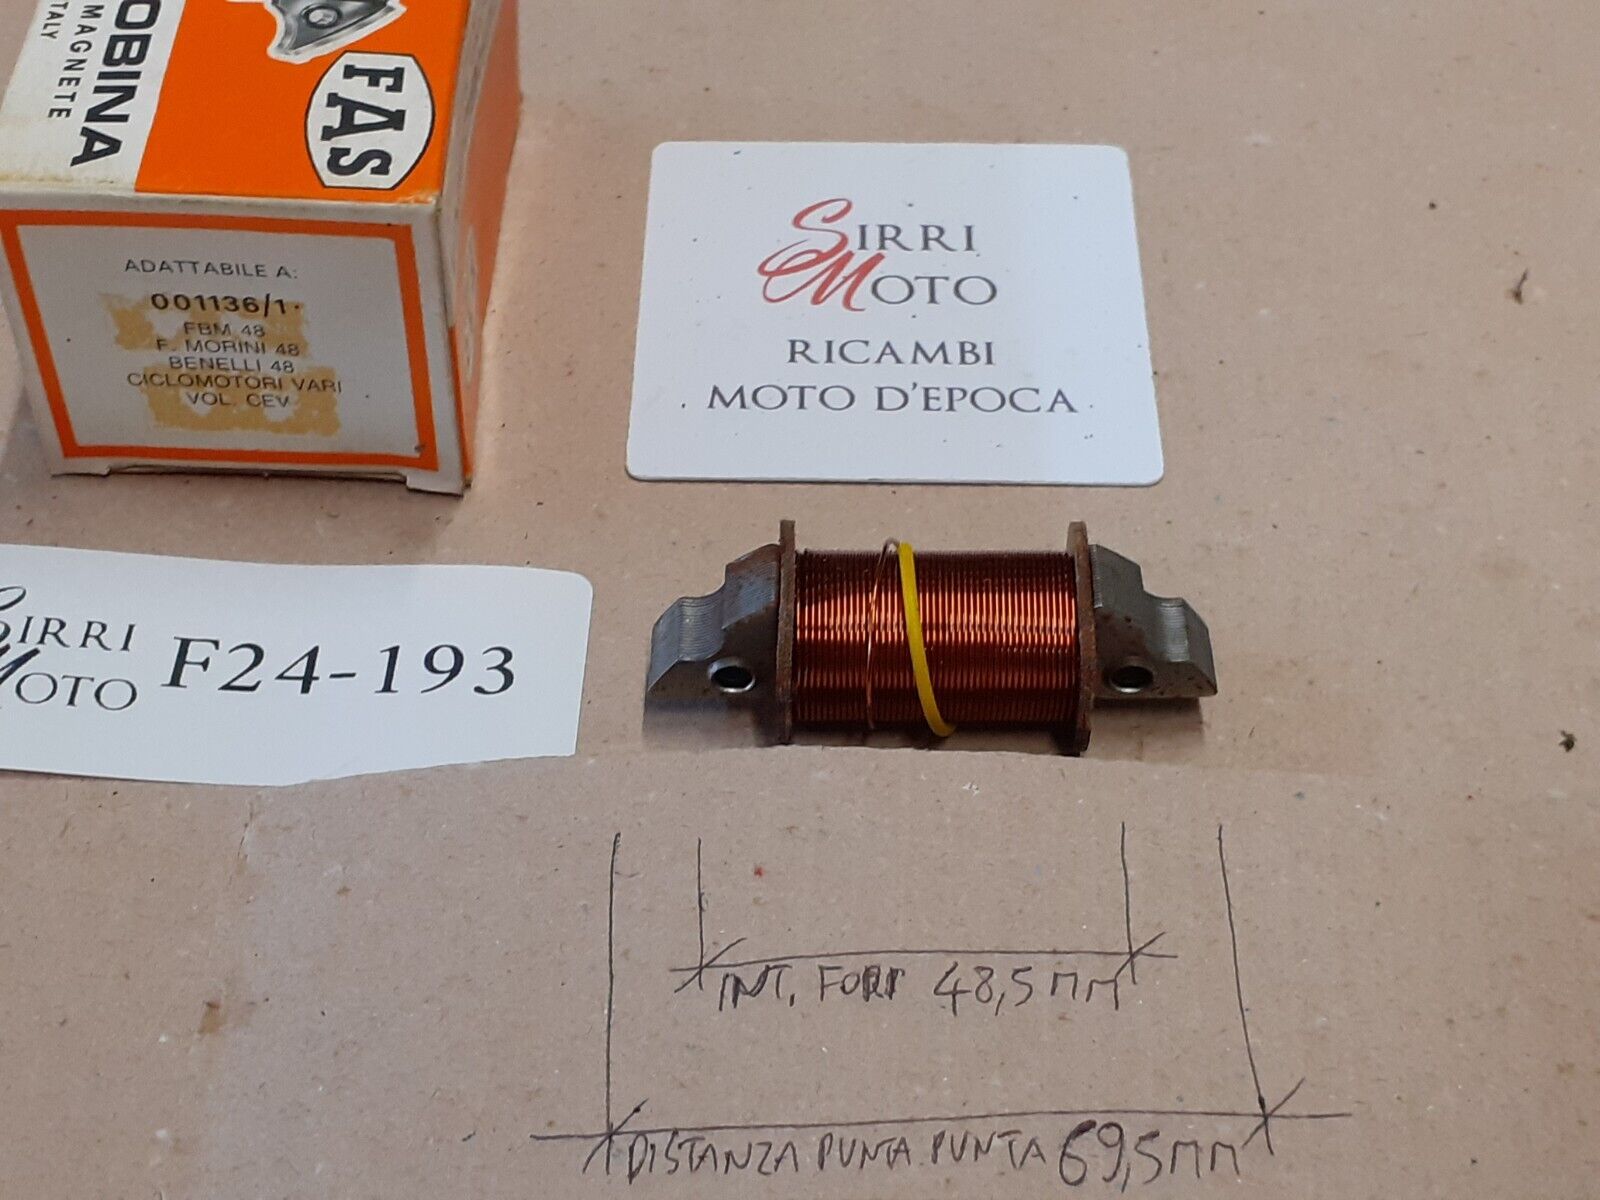 OBINA
MAGNETE
ITALY
FAS
ADATTABILE A:
001136/1.
FBM 48
F. MORINI 48
BENELLI 48
CICLOMOTORI VARI
VOL. CEV
SIRRI
MOTO
RICAMBI
MOTO D'EPOCA
SIRRI
MOTO
F24-193
INT. FORI 48,5 MM
DISTANZA PUNTA PUNTA 69,5 MM